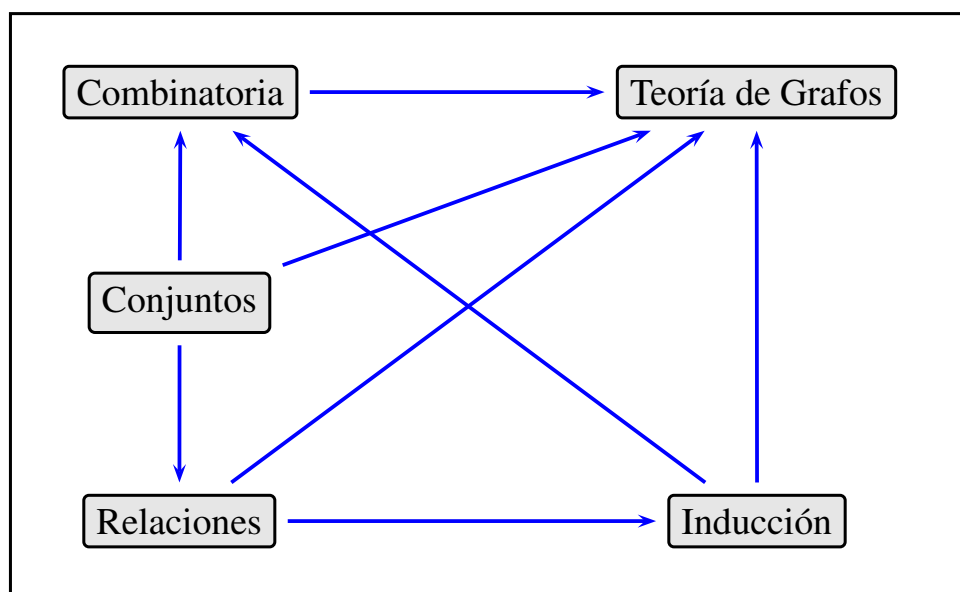 Combinatoria
Teoría de Grafos
Conjuntos
Relaciones
Inducción